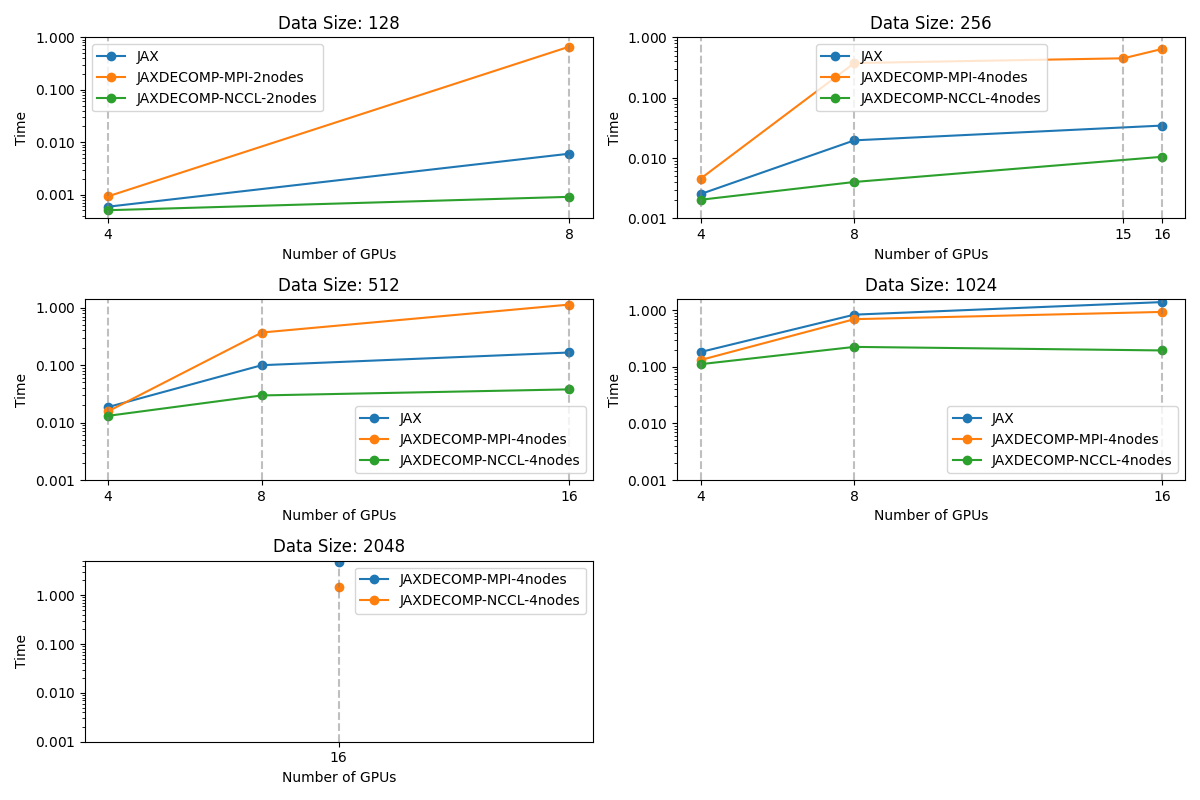 Data Size: 128
1.000
0.100
0.010
0.001
Time
JAX
JAXDECOMP-MPI-2nodes
JAXDECOMP-NCCL-2nodes
4
8
Number of GPUs
Data Size: 256
1.000
0.100
0.010
0.001
Time
JAX
JAXDECOMP-MPI-4nodes
JAXDECOMP-NCCL-4nodes
4
8
15
16
Number of GPUs
Data Size: 512
1.000
0.100
0.010
0.001
Time
JAX
JAXDECOMP-MPI-4nodes
JAXDECOMP-NCCL-4nodes
4
8
16
Number of GPUs
Data Size: 1024
1.000
0.100
0.010
0.001
Time
JAX
JAXDECOMP-MPI-4nodes
JAXDECOMP-NCCL-4nodes
4
8
16
Number of GPUs
Data Size: 2048
1.000
0.100
0.010
0.001
Time
JAXDECOMP-MPI-4nodes
JAXDECOMP-NCCL-4nodes
16
Number of GPUs